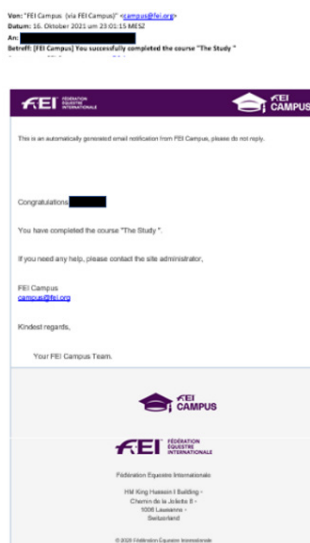 Von: "FEI Campus (via FEI Campus)" <campus@fei.org>
Datum: 16. Oktober 2021 um 23:01:15 MESZ
An:
Betreff: [FEI Campus] You successfully completed the course "The Study "
FEI FÉDÉRATION EQUESTRE INTERNATIONALE
FEI CAMPUS
This is an automatically generated email notification from FEI Campus, please do not reply.
Congratulations
You have completed the course "The Study ".
If you need any help, please contact the site administrator,
FEI Campus
campus@fei.org
Kindest regards,
Your FEI Campus Team.
FEI CAMPUS
FEI FÉDÉRATION EQUESTRE INTERNATIONALE
Fédération Equestre Internationale
HM King Hussein I Building -
Chemin de la Joliette 8 -
1006 Lausanne -
Switzerland
Fédération Equestre Internationale